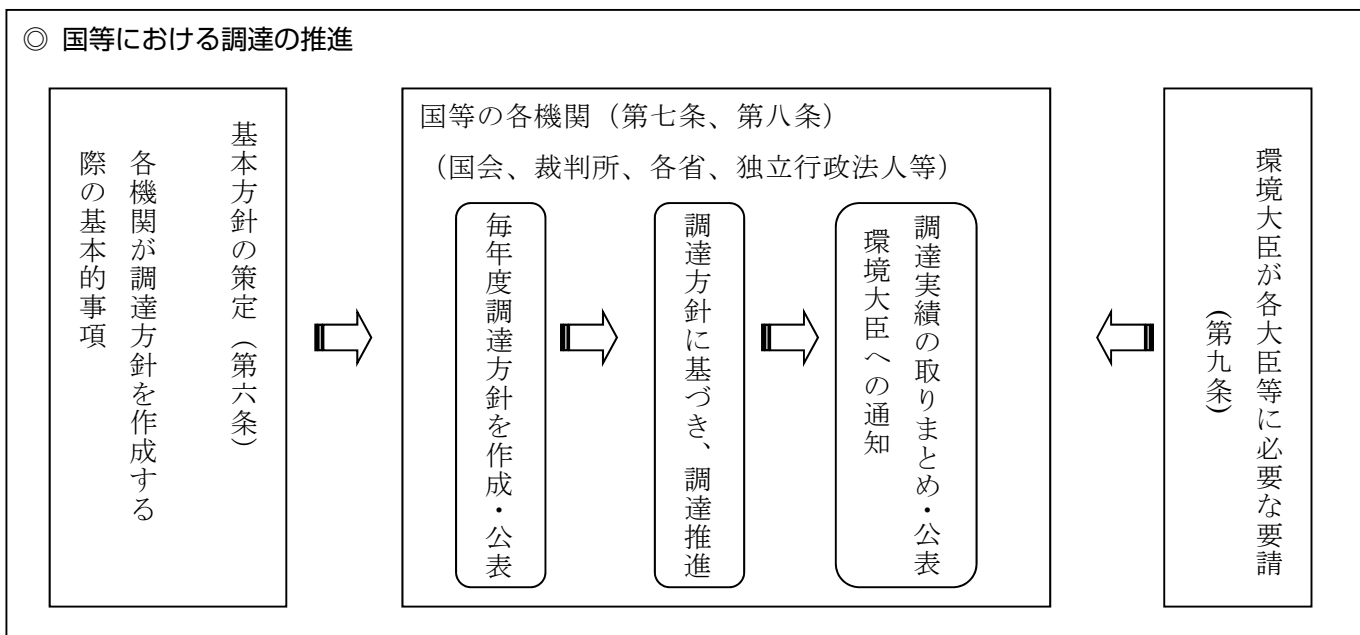 ◎ 国等における調達の推進
基本方針の策定（第六条）
各機関が調達方針を作成する
際の基本的事項
国等の各機関（第七条、第八条）
（国会、裁判所、各省、独立行政法人等）
毎年度調達方針を作成・公表
調達方針に基づき、調達推進
調達実績の取りまとめ・公表
環境大臣への通知
環境大臣が各大臣等に必要な要請
（第九条）